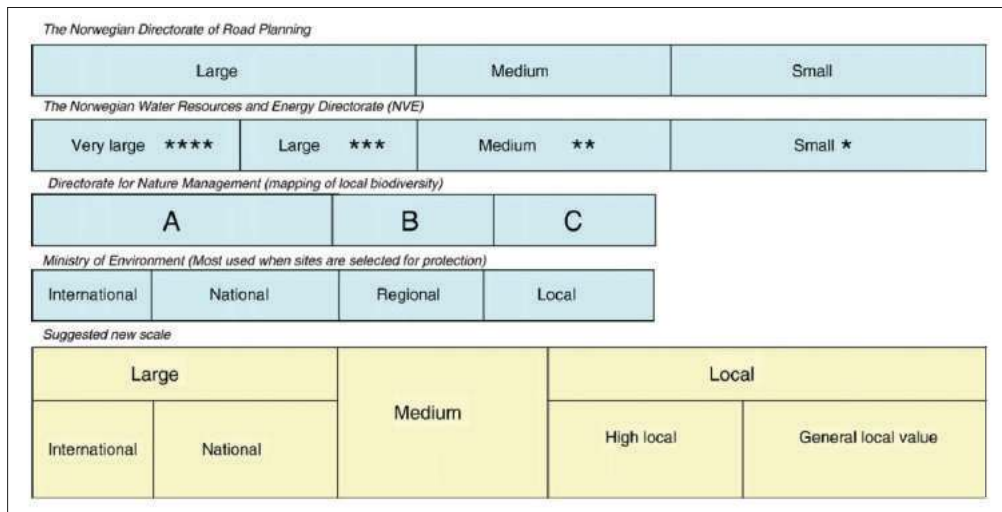 The Norwegian Directorate of Road Planning
Large Medium Small
The Norwegian Water Resources and Energy Directorate (NVE)
Very large **** Large *** Medium ** Small *
Directorate for Nature Management (mapping of local biodiversity)
A B C
Ministry of Environment (Most used when sites are selected for protection)
International National Regional Local
Suggested new scale
Large Medium Local
International National High local General local value